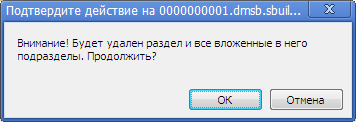 Подтвердите действие на 0000000001.dmsb.sbuil...
Внимание! Будет удален раздел и все вложенные в него
подразделы. Продолжить?
OK
Отмена